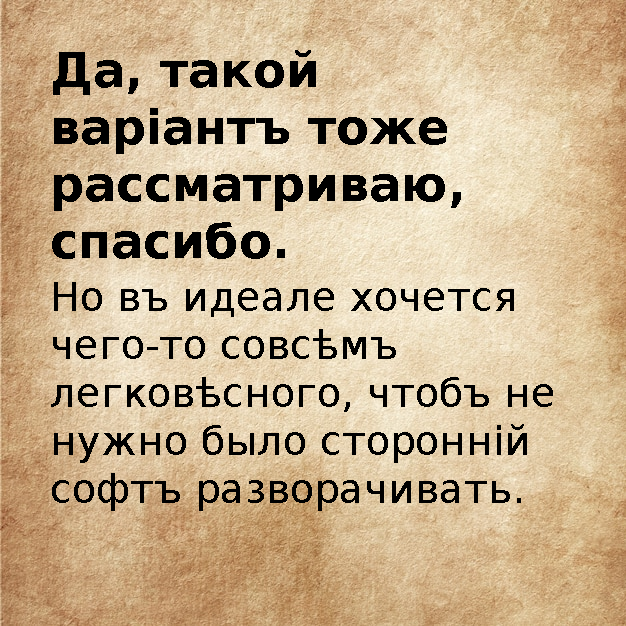 Да, такой
варіантъ тоже
рассматриваю,
спасибо.
Но въ идеале хочется
чего-то совсѣмъ
легковѣсного, чтобъ не
нужно было сторонній
софтъ разворачивать.